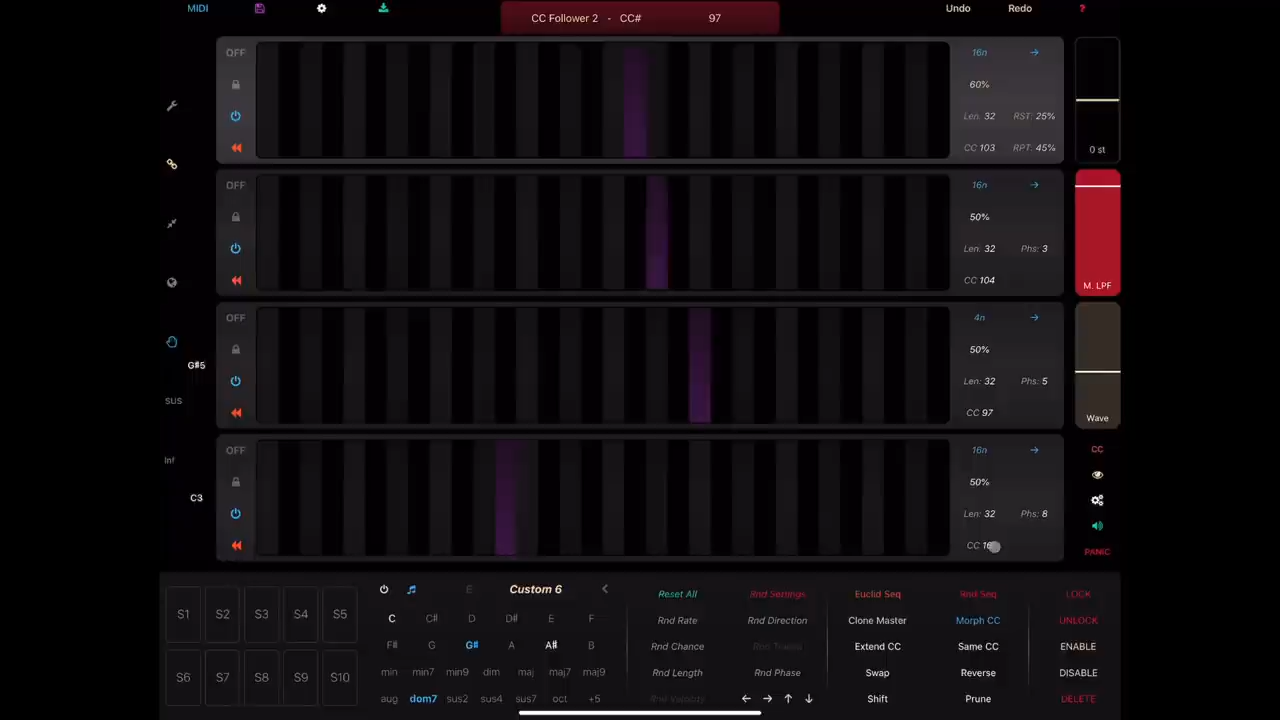 MIDI
CC Follower 2 - CC# 97
Undo Redo ?
OFF 16n
60%
Len: 32 RST: 25%
CC 103 RPT: 45%
0 st
OFF 16n
50%
Len: 32 Phs: 3
CC 104
M. LPF
OFF 4n
50%
Len: 32 Phs: 5
CC 97
Wave
G#5
SUS
Inf
C3
OFF 16n
50%
Len: 32 Phs: 8
CC
CC
PANIC
S1 S2 S3 S4 S5
S6 S7 S8 S9 S10
E Custom 6
C C# D D# E F
F# G G# A A# B
min min7 min9 dim maj maj7 maj9
aug dom7 sus2 sus4 sus7 oct +5
Reset All Rnd Settings Euclid Seq Rnd Seq LOCK
Rnd Rate Rnd Direction Clone Master Morph CC UNLOCK
Rnd Chance Extend CC Same CC ENABLE
Rnd Length Rnd Phase Swap Reverse DISABLE
Rnd Velocity Shift Prune DELETE